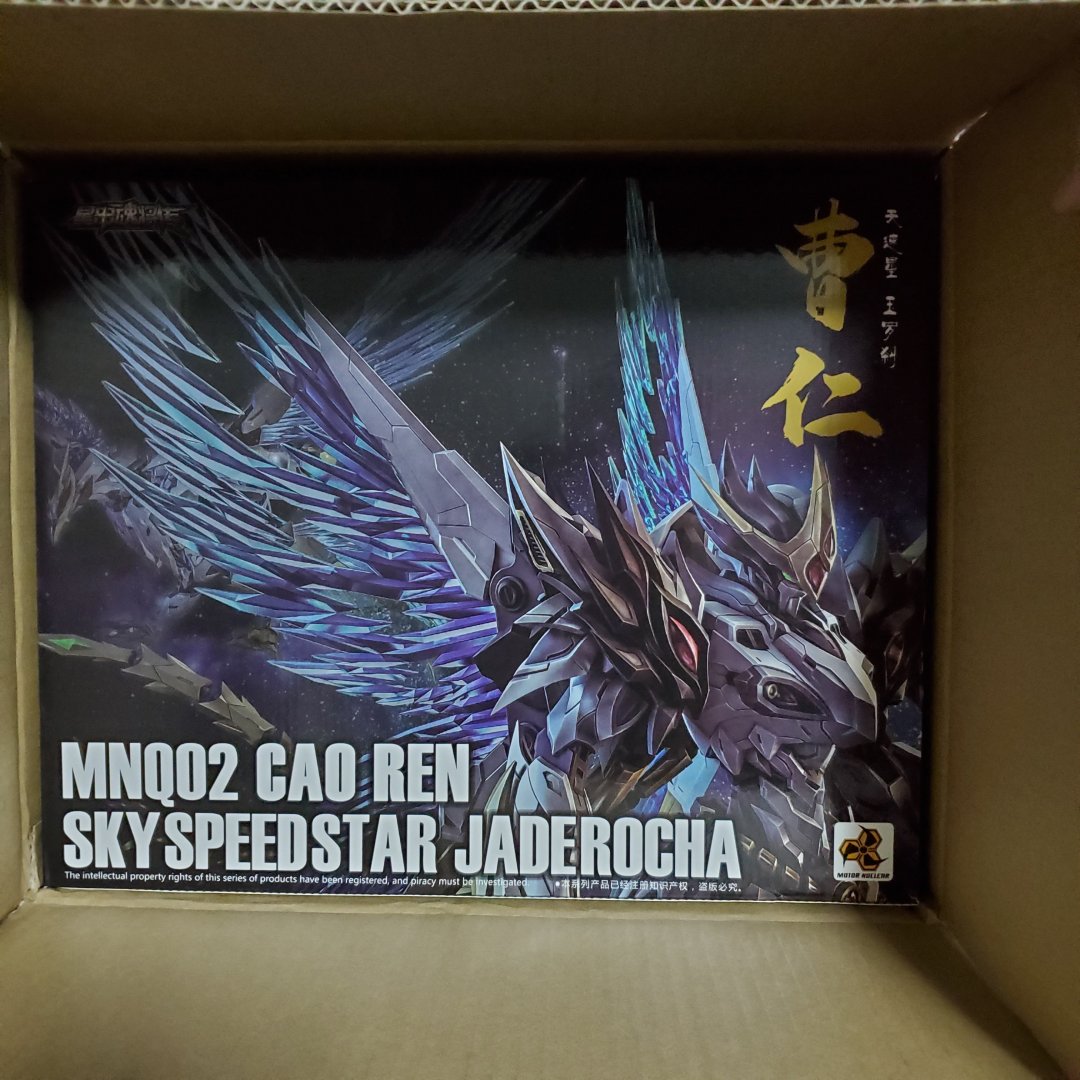 曹仁
天速星 玉罗刹
MNQ02 CAO REN
SKYSPEEDSTAR JADEROCHA
The intellectual property rights of this series of products have been registered, and piracy must be investigated. •本系列产品已经注册知识产权，盗版必究。
MOTOR NUCLEAR